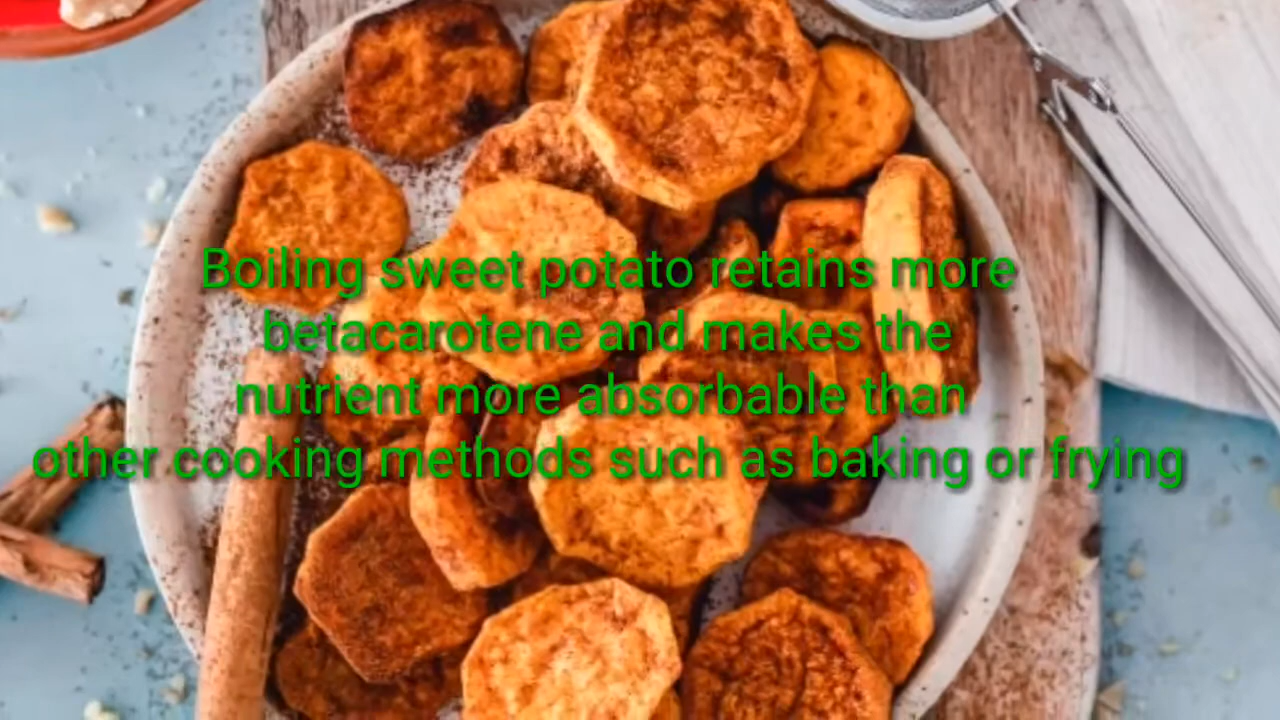 Boiling sweet potato retains more
betacarotene and makes the
nutrient more absorbable than
other cooking methods such as baking or frying